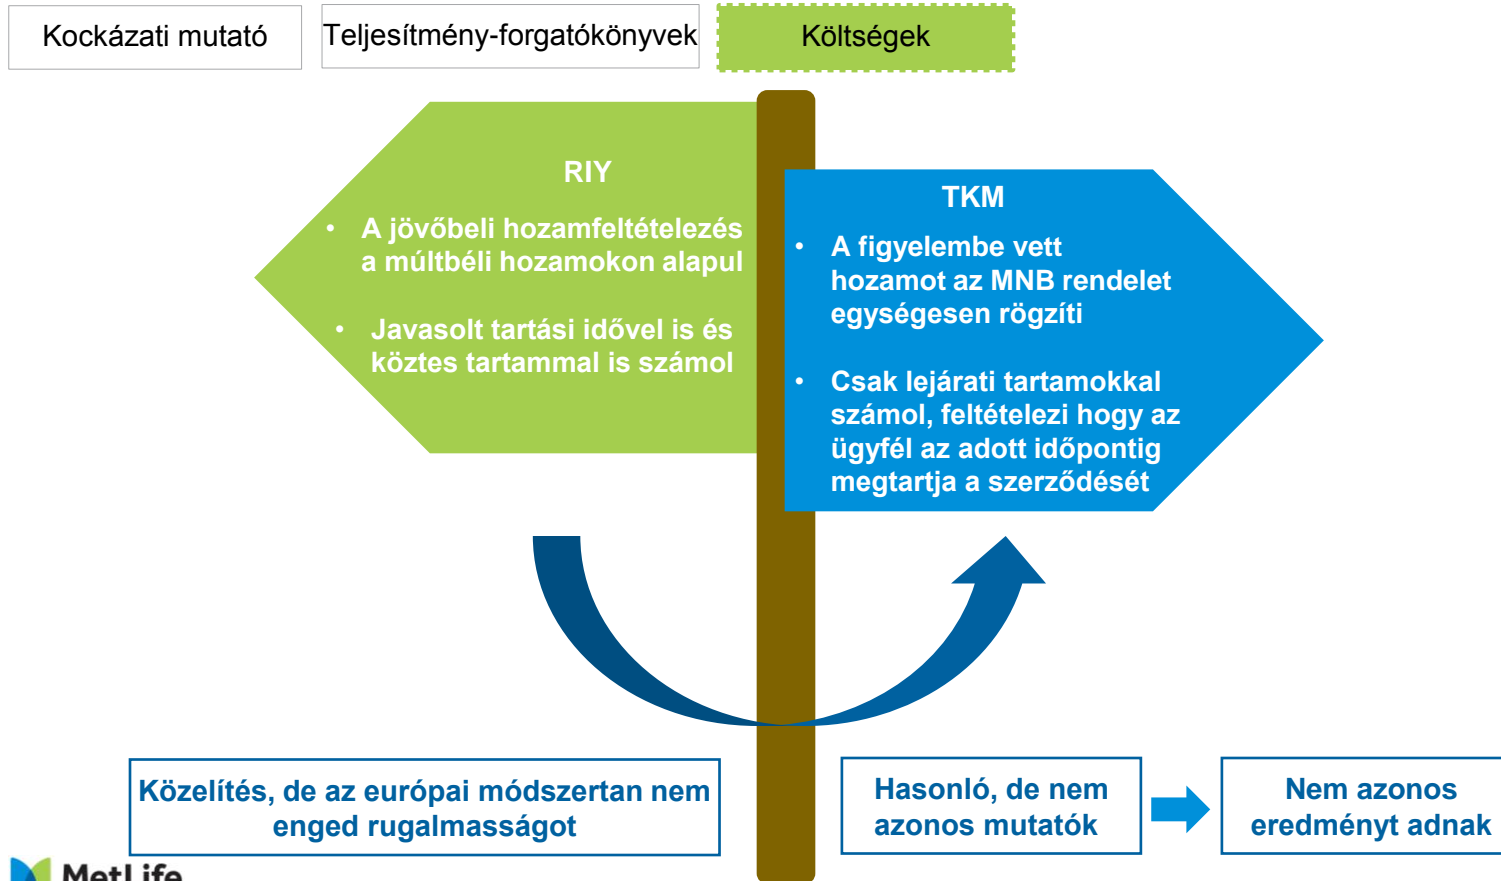 Kockázati mutató
Teljesítmény-forgatókönyvek
Költségek
RIY
• A jövőbeli hozamfeltételezés
a múltbéli hozamokon alapul
• Javasolt tartási idővel is és
köztes tartammal is számol
TKM
• A figyelembe vett
hozamot az MNB rendelet
egységesen rögzíti
• Csak lejárati tartamokkal
számol, feltételezi hogy az
ügyfél az adott időpontig
megtartja a szerződését
Közelítés, de az európai módszertan nem
enged rugalmasságot
Hasonló, de nem
azonos mutatók
Nem azonos
eredményt adnak
MetLife